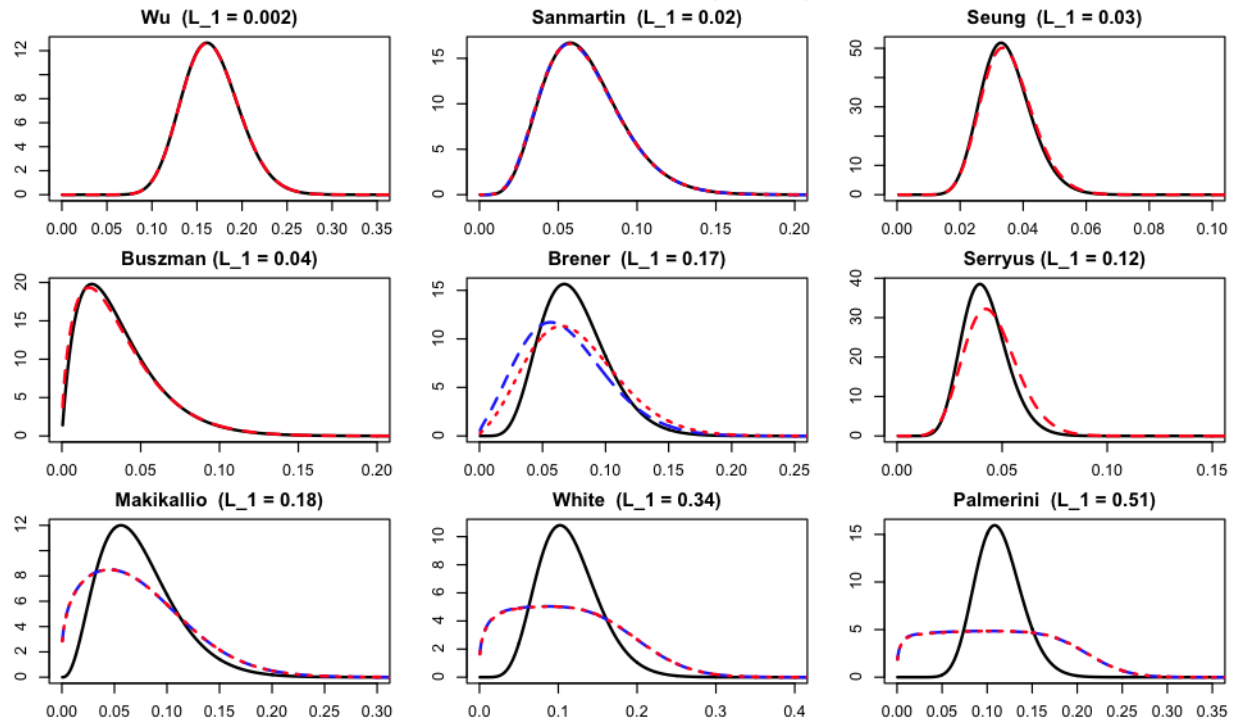 Wu (L_1 = 0.002)
Sanmartin (L_1 = 0.02)
Seung (L_1 = 0.03)
12
8
6
4
2
0
0.00 0.05 0.10 0.15 0.20 0.25 0.30 0.35
15
10
5
0
0.00 0.05 0.10 0.15 0.20
50
30
10
0
0.00 0.02 0.04 0.06 0.08 0.10
Buszman (L_1 = 0.04)
Brener (L_1 = 0.17)
Serryus (L_1 = 0.12)
20
15
10
5
0
0.00 0.05 0.10 0.15 0.20
15
10
5
0
0.00 0.05 0.10 0.15 0.20 0.25
40
30
20
10
0
0.00 0.05 0.10 0.15
Makikallio (L_1 = 0.18)
White (L_1 = 0.34)
Palmerini (L_1 = 0.51)
12
8
6
4
2
0
0.00 0.05 0.10 0.15 0.20 0.25 0.30
10
8
6
4
2
0
0.0 0.1 0.2 0.3 0.4
15
10
5
0
0.00 0.05 0.10 0.15 0.20 0.25 0.30 0.35